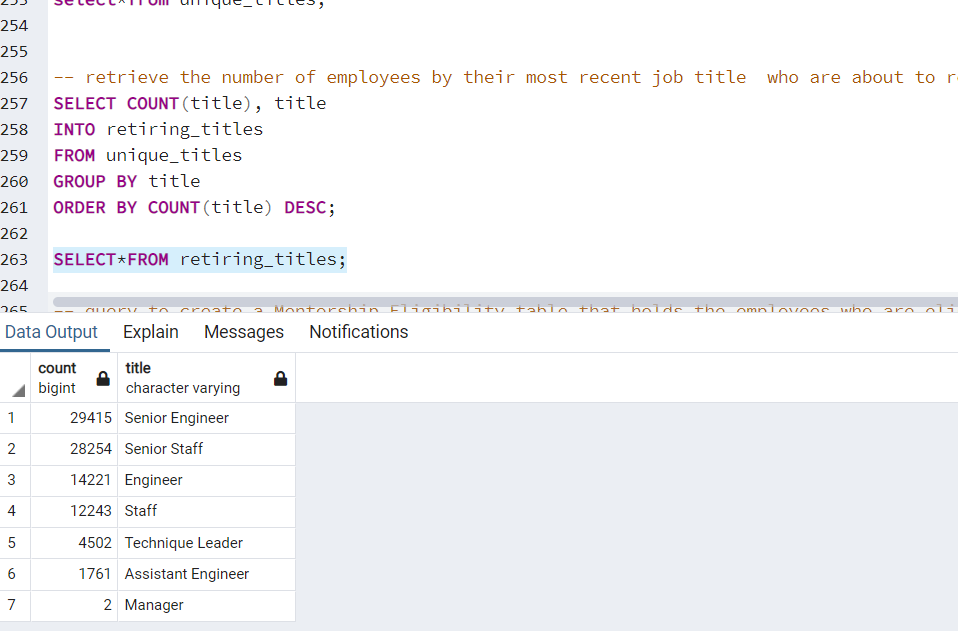 253 select*from unique_titles;
254
255
256 -- retrieve the number of employees by their most recent job title  who are about to
257 SELECT COUNT(title), title
258 INTO retiring_titles
259 FROM unique_titles
260 GROUP BY title
261 ORDER BY COUNT(title) DESC;
262
263 SELECT*FROM retiring_titles;
264
265 -- query to create a Mentorship Eligibility table that holds the employees who are
Data Output Explain Messages Notifications
count title
bigint character varying
1 29415 Senior Engineer
2 28254 Senior Staff
3 14221 Engineer
4 12243 Staff
5 4502 Technique Leader
6 1761 Assistant Engineer
7 2 Manager